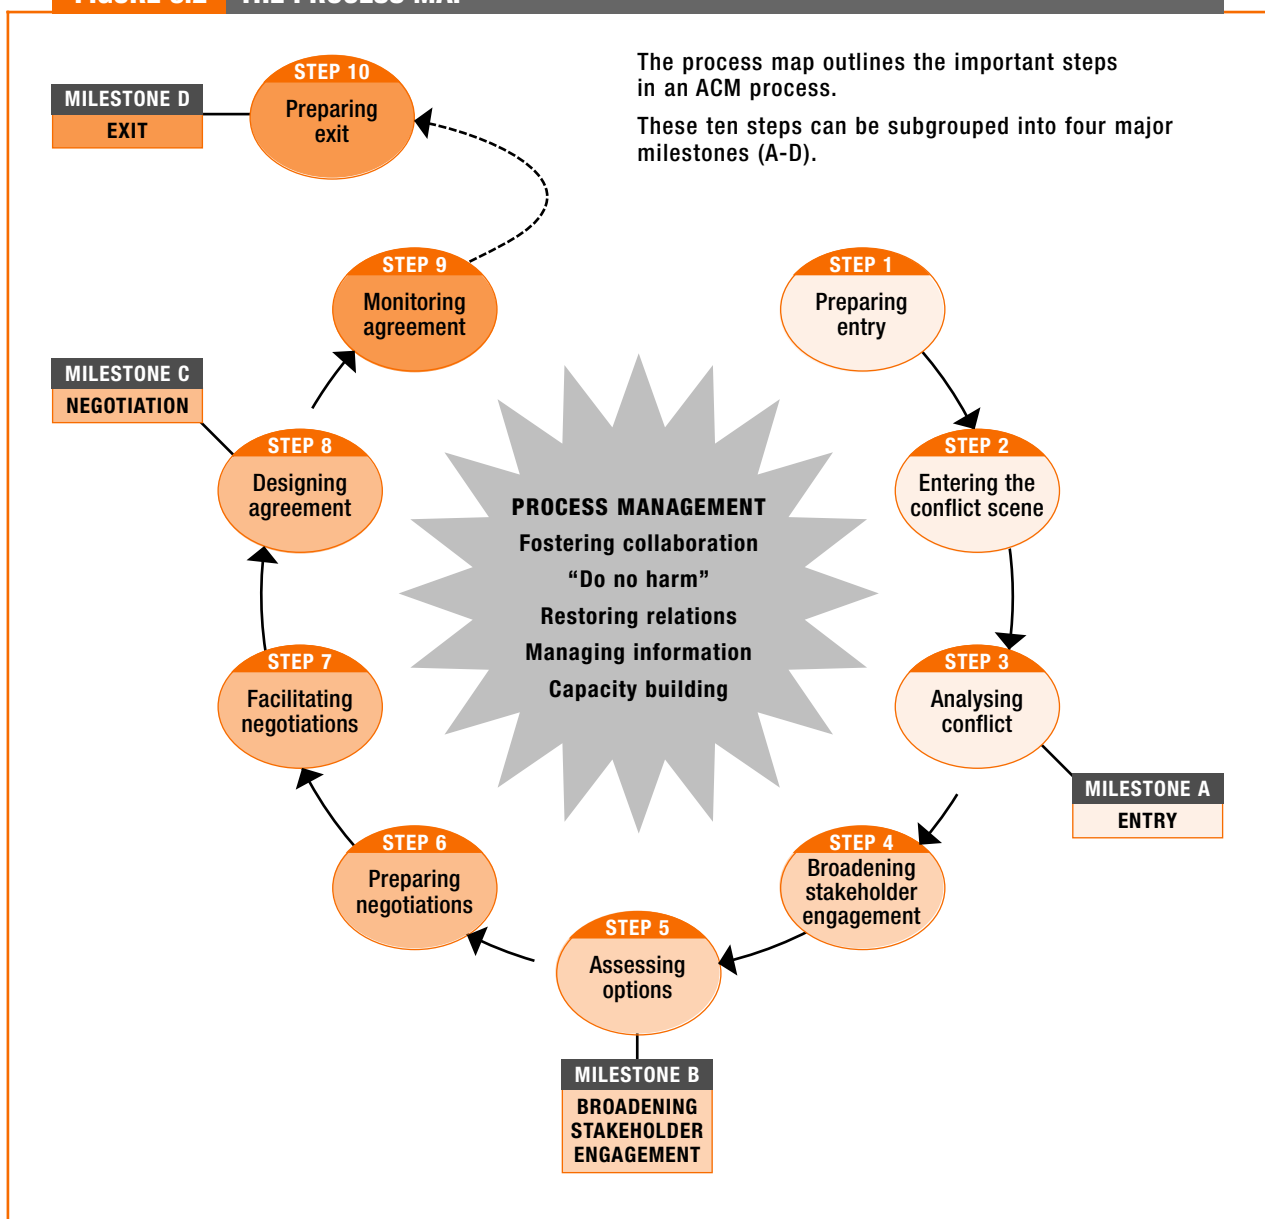 The process map outlines the important steps
in an ACM process.
These ten steps can be subgrouped into four major
milestones (A-D).
STEP 10
Preparing
exit
MILESTONE D
EXIT
STEP 9
Monitoring
agreement
STEP 1
Preparing
entry
MILESTONE C
NEGOTIATION
STEP 8
Designing
agreement
STEP 2
Entering the
conflict scene
PROCESS MANAGEMENT
Fostering collaboration
“Do no harm”
Restoring relations
Managing information
Capacity building
STEP 7
Facilitating
negotiations
STEP 3
Analysing
conflict
MILESTONE A
ENTRY
STEP 6
Preparing
negotiations
STEP 4
Broadening
stakeholder
engagement
STEP 5
Assessing
options
MILESTONE B
BROADENING
STAKEHOLDER
ENGAGEMENT